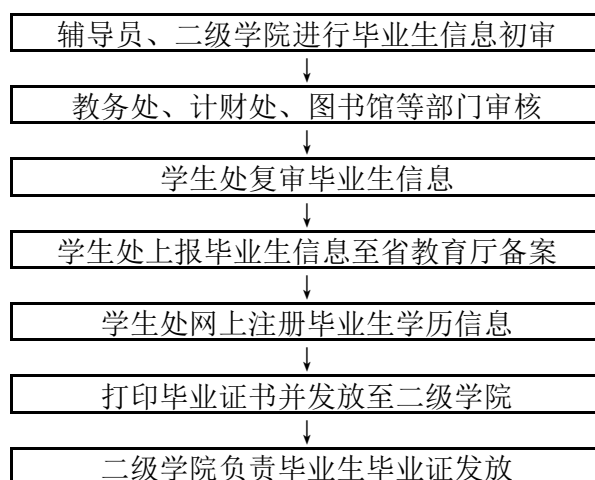 辅导员、二级学院进行毕业生信息初审
教务处、计财处、图书馆等部门审核
学生处复审毕业生信息
学生处上报毕业生信息至省教育厅备案
学生处网上注册毕业生学历信息
打印毕业证书并发放至二级学院
二级学院负责毕业生毕业证发放